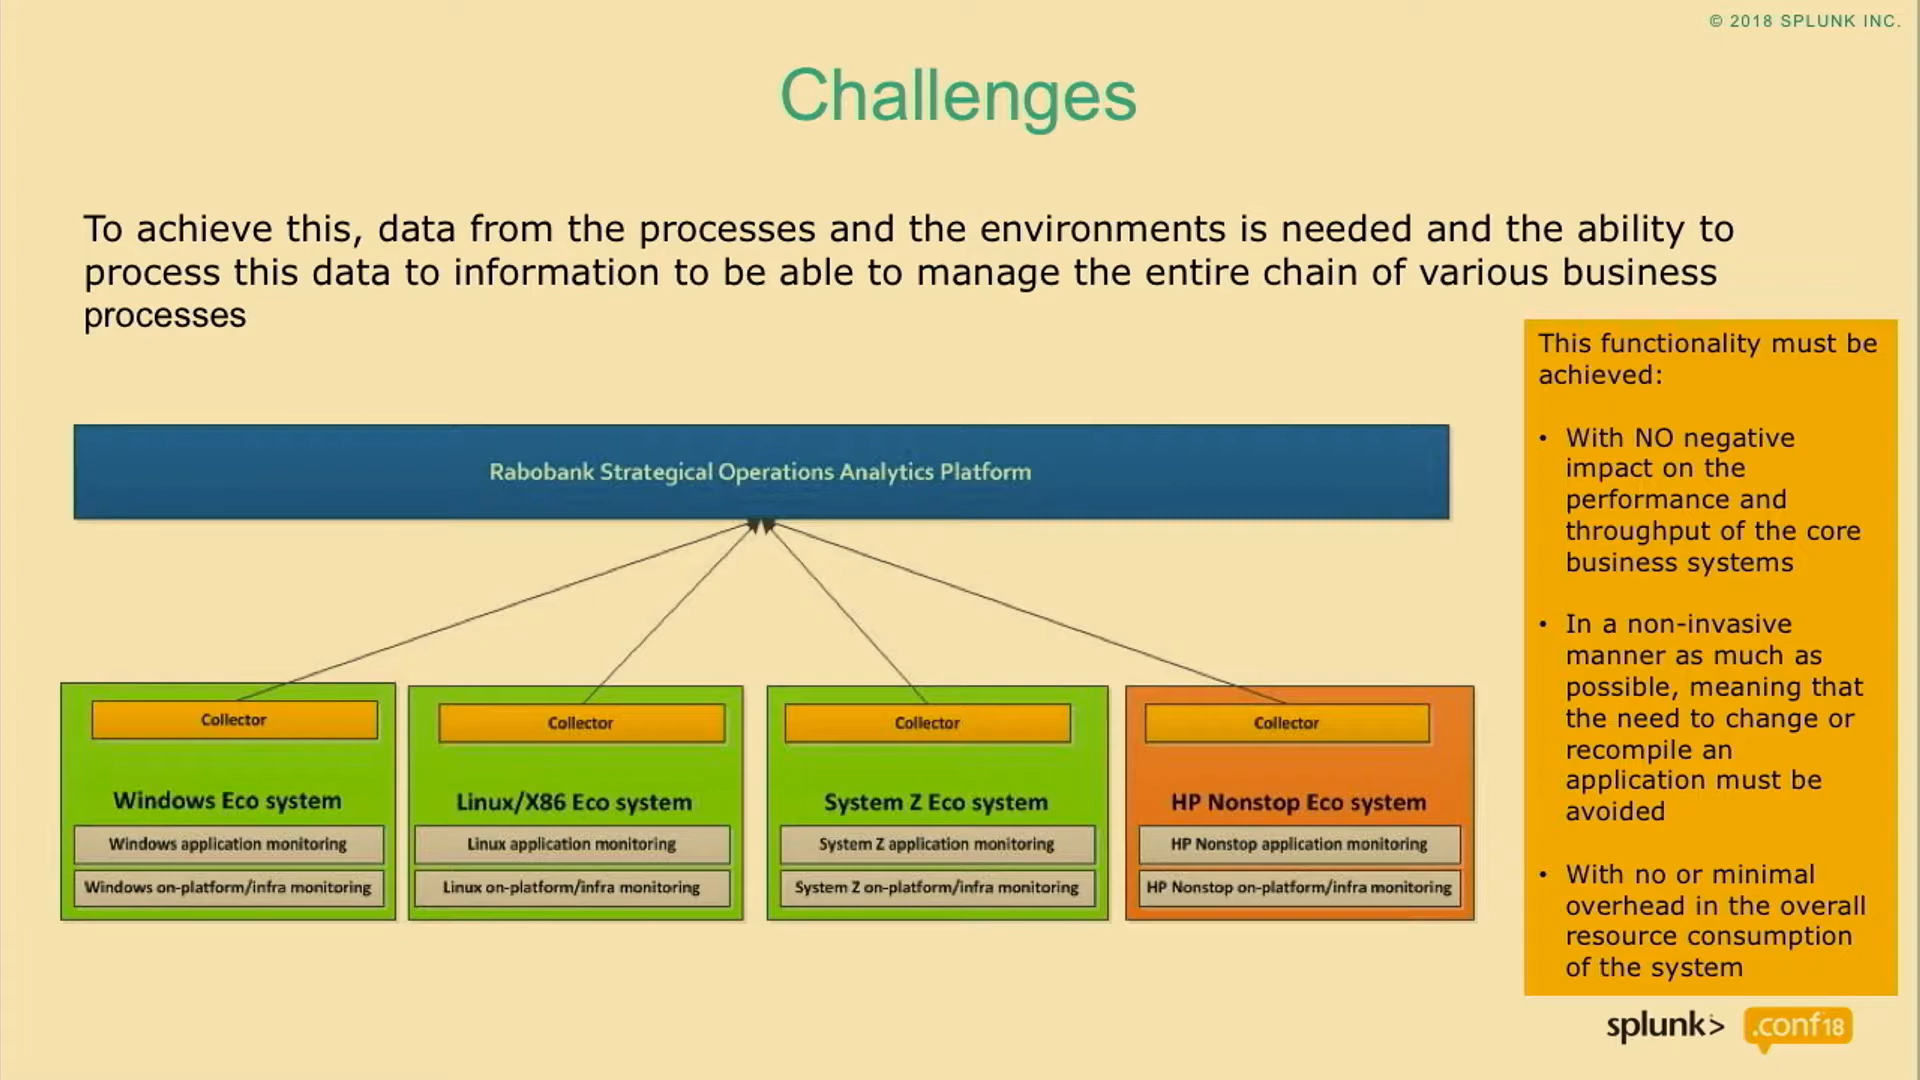 © 2018 SPLUNK INC.
Challenges
To achieve this, data from the processes and the environments is needed and the ability to
process this data to information to be able to manage the entire chain of various business
processes
This functionality must be
achieved:
• With NO negative
impact on the
performance and
throughput of the core
business systems
• In a non-invasive
manner as much as
possible, meaning that
the need to change or
recompile an
application must be
avoided
• With no or minimal
overhead in the overall
resource consumption
of the system
Rabobank Strategical Operations Analytics Platform
Collector
Windows Eco system
Windows application monitoring
Windows on-platform/infra monitoring
Collector
Linux/X86 Eco system
Linux application monitoring
Linux on-platform/infra monitoring
Collector
System Z Eco system
System Z application monitoring
System Z on-platform/infra monitoring
Collector
HP Nonstop Eco system
HP Nonstop application monitoring
HP Nonstop on-platform/infra monitoring
splunk> .conf18